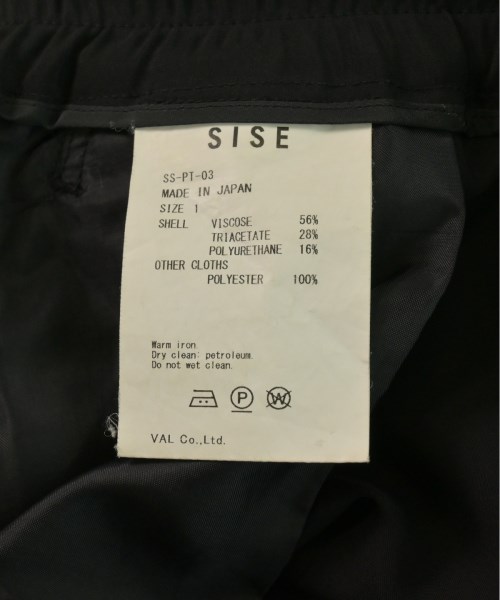 SISE
SS-PT-03
MADE IN JAPAN
SIZE 1
SHELL VISCOSE 56%
TRIACETATE 28%
POLYURETHANE 16%
OTHER CLOTHS
POLYESTER 100%
Warm iron.
Dry clean: petroleum.
Do not wet clean.
P W
VAL Co.,Ltd.